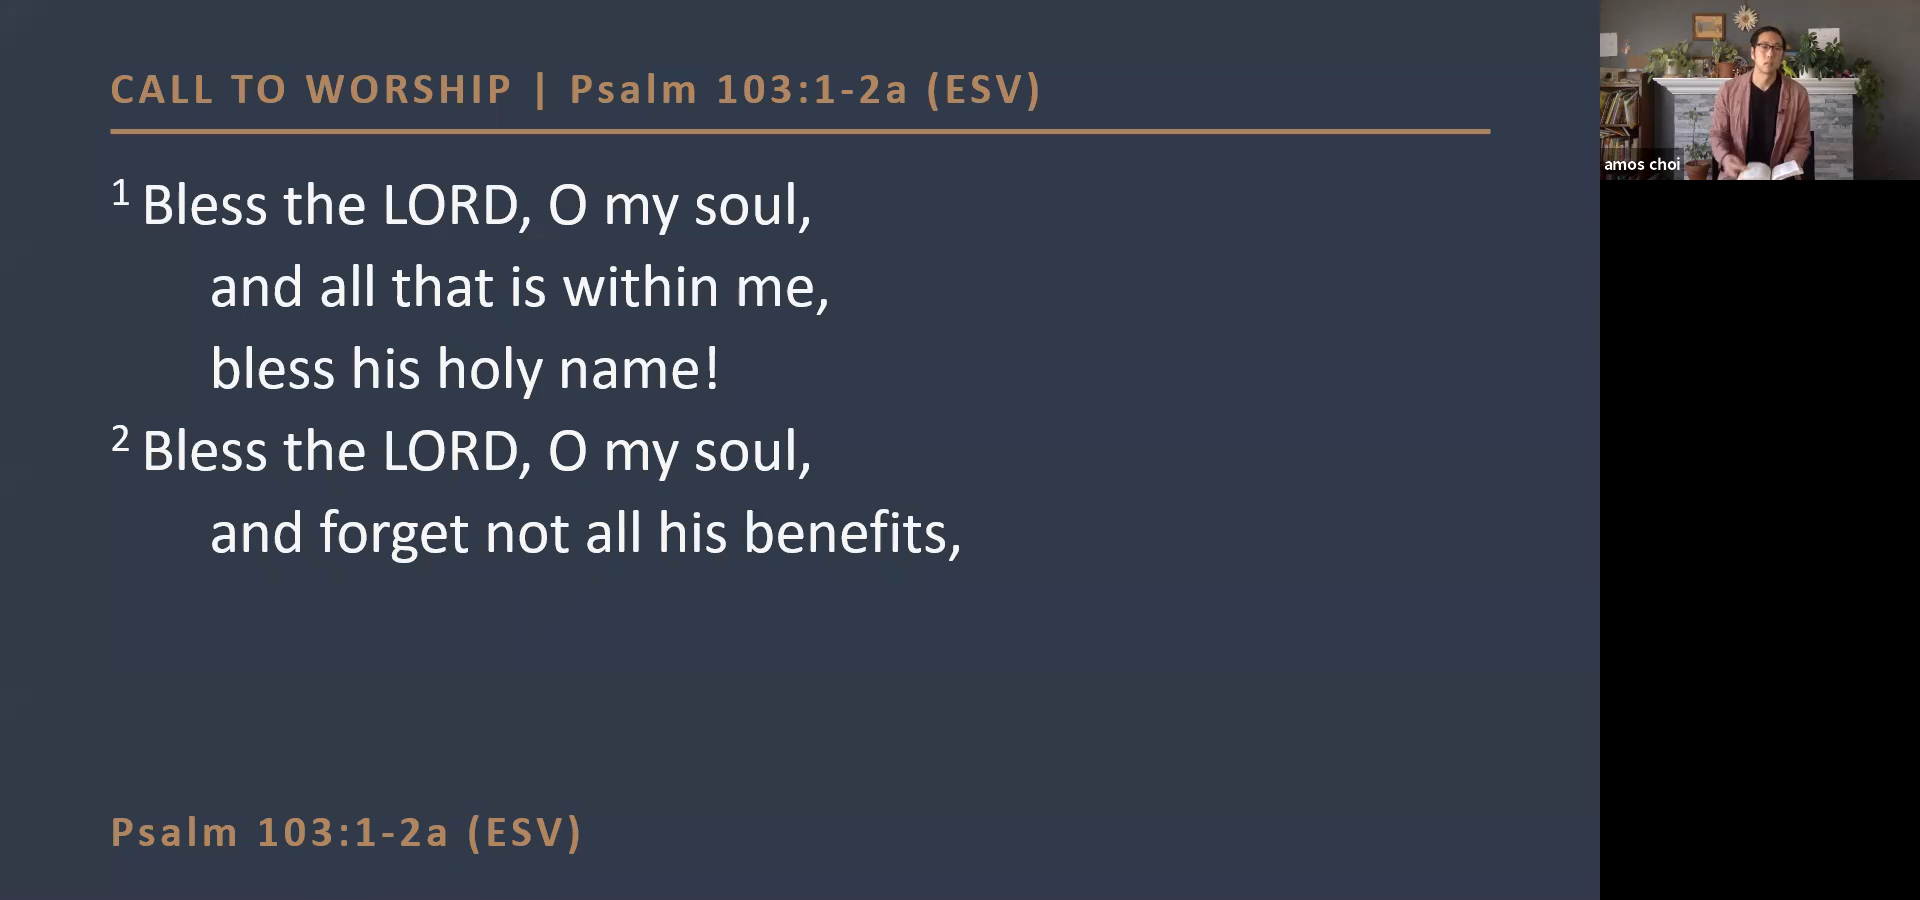 CALL TO WORSHIP | Psalm 103:1-2a (ESV)
1 Bless the LORD, O my soul,
and all that is within me,
bless his holy name!
2 Bless the LORD, O my soul,
and forget not all his benefits,
Psalm 103:1-2a (ESV)
amos choi